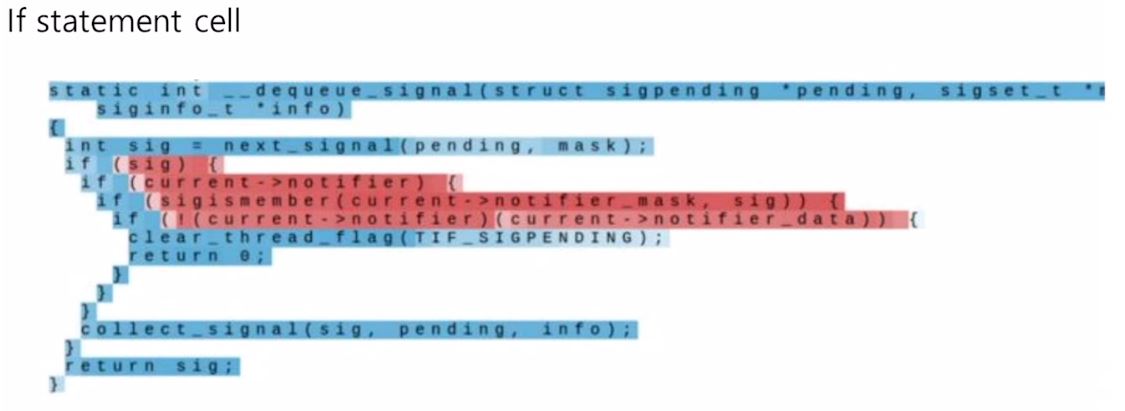 If statement cell
static int __dequeue_signal(struct sigpending *pending, sigset_t *
siginfo_t *info)
{
int sig = next_signal(pending, mask);
if (sig) {
if (current->notifier) {
if (sigismember(current->notifier_mask, sig)) {
if (!(current->notifier)(current->notifier_data)) {
clear_thread_flag(TIF_SIGPENDING);
return 0;
}
}
}
collect_signal(sig, pending, info);
}
return sig;
}